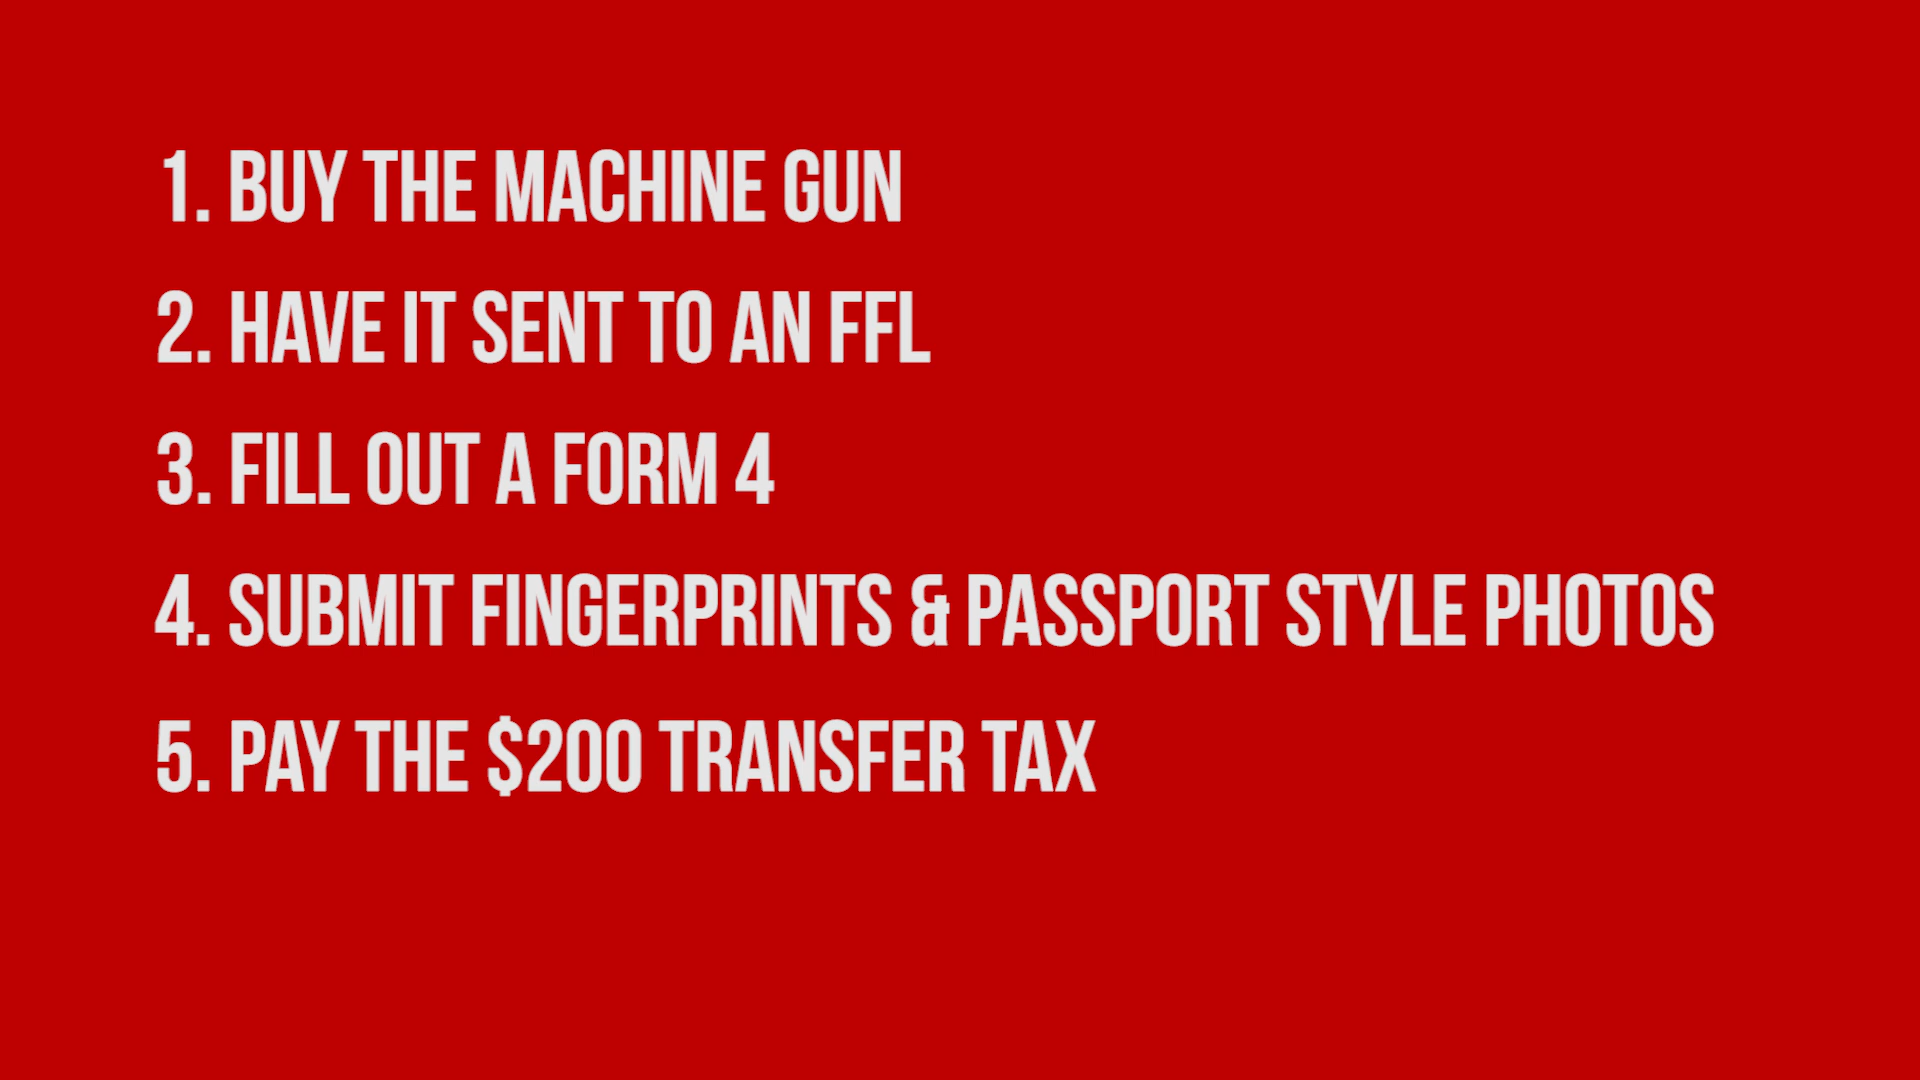 1. BUY THE MACHINE GUN
2. HAVE IT SENT TO AN FFL
3. FILL OUT A FORM 4
4. SUBMIT FINGERPRINTS & PASSPORT STYLE PHOTOS
5. PAY THE $200 TRANSFER TAX